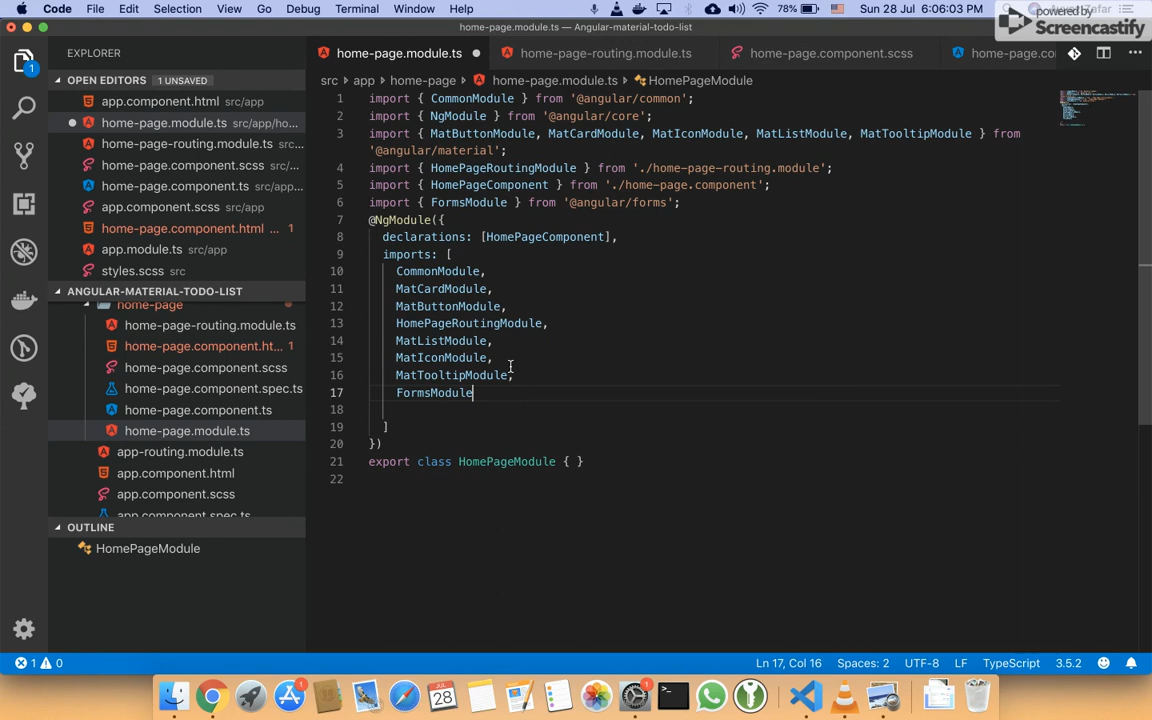 Code File Edit Selection View Go Debug Terminal Window Help 78% Sun 28 Jul 6:06:03 PM
powered by
Screencastify
home-page.module.ts — Angular-material-todo-list
EXPLORER
home-page.module.ts home-page-routing.module.ts home-page.component.scss home-page.co
OPEN EDITORS 1 UNSAVED
src app home-page home-page.module.ts HomePageModule
app.component.html src/app
home-page.module.ts src/app/ho...
home-page-routing.module.ts src...
home-page.component.scss src/...
home-page.component.ts src/app...
app.component.scss src/app
home-page.component.html ... 1
app.module.ts src/app
styles.scss src
ANGULAR-MATERIAL-TODO-LIST
home-page
home-page-routing.module.ts
home-page.component.ht... 1
home-page.component.scss
home-page.component.spec.ts
home-page.component.ts
home-page.module.ts
app-routing.module.ts
app.component.html
app.component.scss
app.component.spec.ts
OUTLINE
HomePageModule
1 import { CommonModule } from '@angular/common';
2 import { NgModule } from '@angular/core';
3 import { MatButtonModule, MatCardModule, MatIconModule, MatListModule, MatTooltipModule } from
'@angular/material';
4 import { HomePageRoutingModule } from './home-page-routing.module';
5 import { HomePageComponent } from './home-page.component';
6 import { FormsModule } from '@angular/forms';
7 @NgModule({
8 declarations: [HomePageComponent],
9 imports: [
10 CommonModule,
11 MatCardModule,
12 MatButtonModule,
13 HomePageRoutingModule,
14 MatListModule,
15 MatIconModule,
16 MatTooltipModule,
17 FormsModule
18
19 ]
20 })
21 export class HomePageModule { }
22
1 0 Ln 17, Col 16 Spaces: 2 UTF-8 LF TypeScript 3.5.2